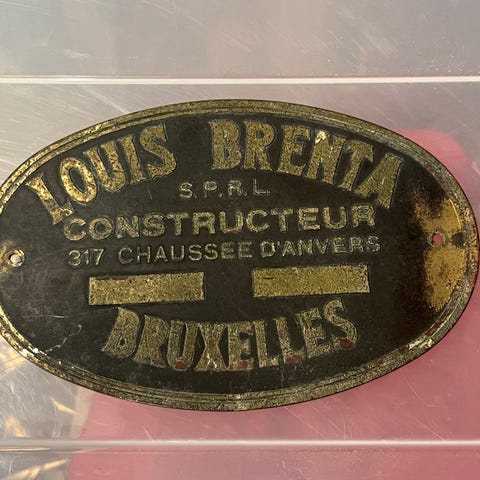 LOUIS BRENTA
S.P.R.L.
CONSTRUCTEUR
317 CHAUSSEE D'ANVERS
BRUXELLES